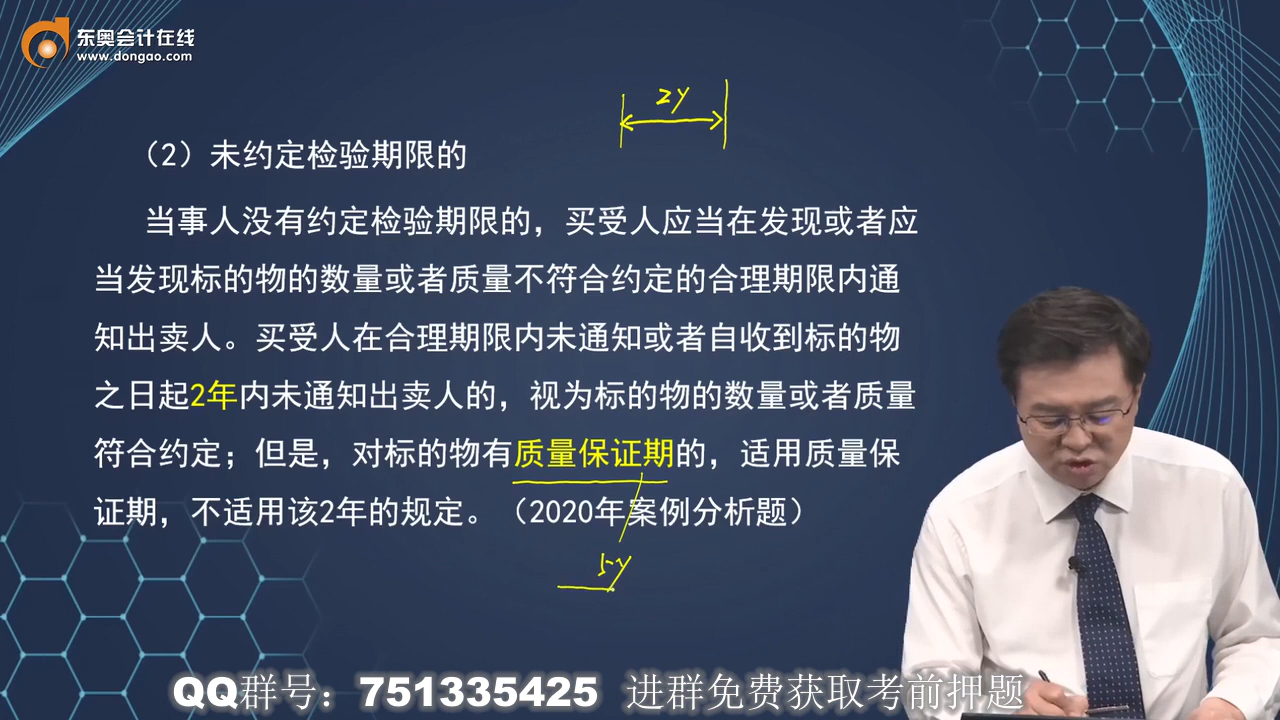 东奥会计在线
www.dongao.com
2y
（2）未约定检验期限的
当事人没有约定检验期限的，买受人应当在发现或者应
当发现标的物的数量或者质量不符合约定的合理期限内通
知出卖人。买受人在合理期限内未通知或者自收到标的物
之日起2年内未通知出卖人的，视为标的物的数量或者质量
符合约定；但是，对标的物有质量保证期的，适用质量保
证期，不适用该2年的规定。（2020年案例分析题）
5y
QQ群号：751335425 进群免费获取考前押题